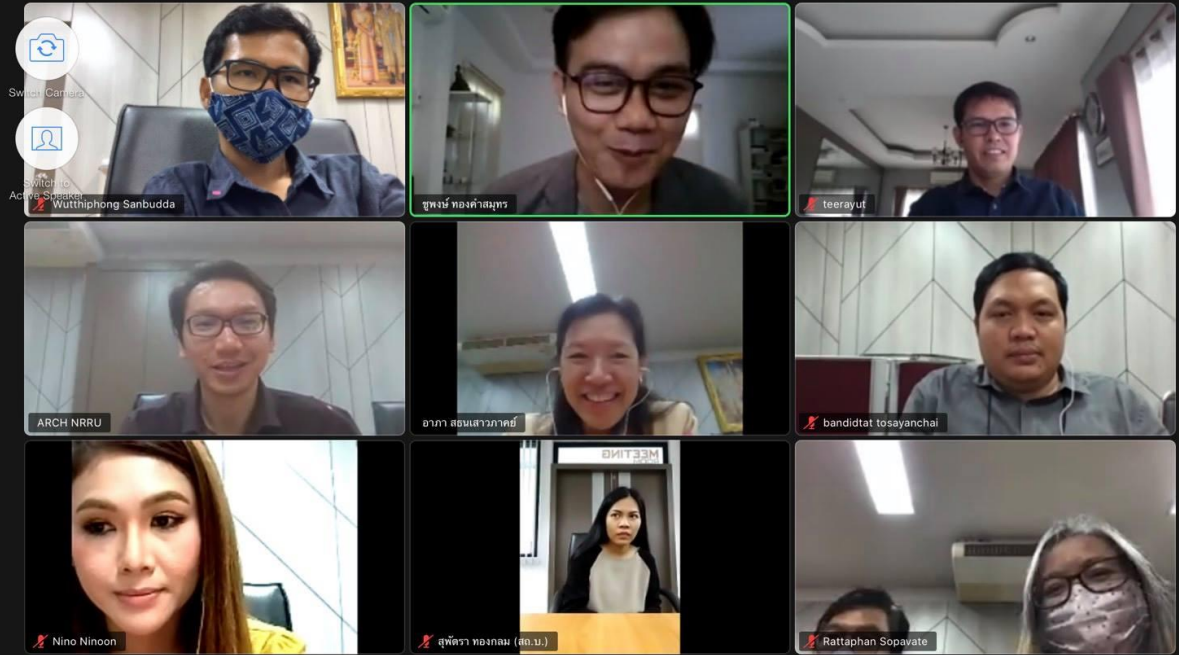 Switch Camera
Switch to
Active Speaker
Wutthiphong Sanbudda
ชูพงษ์ ทองคำสมุทร
teerayut
ARCH NRRU
อาภา สธนเสาวภาคย์
bandidtat tosayanchai
MEETING
ROOM
Nino Ninoon
สุพัตรา ทองกลม (สถ.บ.)
Rattaphan Sopavate